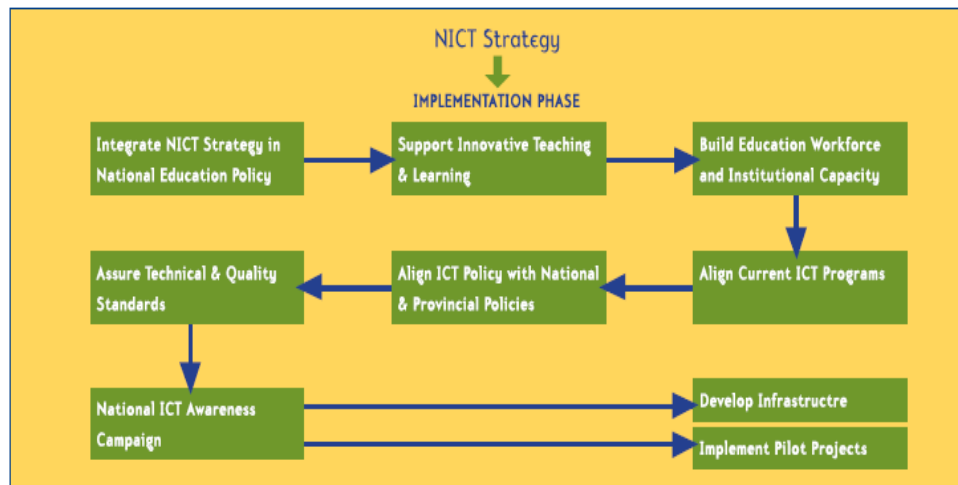 NICT Strategy
IMPLEMENTATION PHASE
Integrate NICT Strategy in
National Education Policy
Support Innovative Teaching
& Learning
Build Education Workforce
and Institutional Capacity
Assure Technical & Quality
Standards
Align ICT Policy with National
& Provincial Policies
Align Current ICT Programs
National ICT Awareness
Campaign
Develop Infrastructre
Implement Pilot Projects